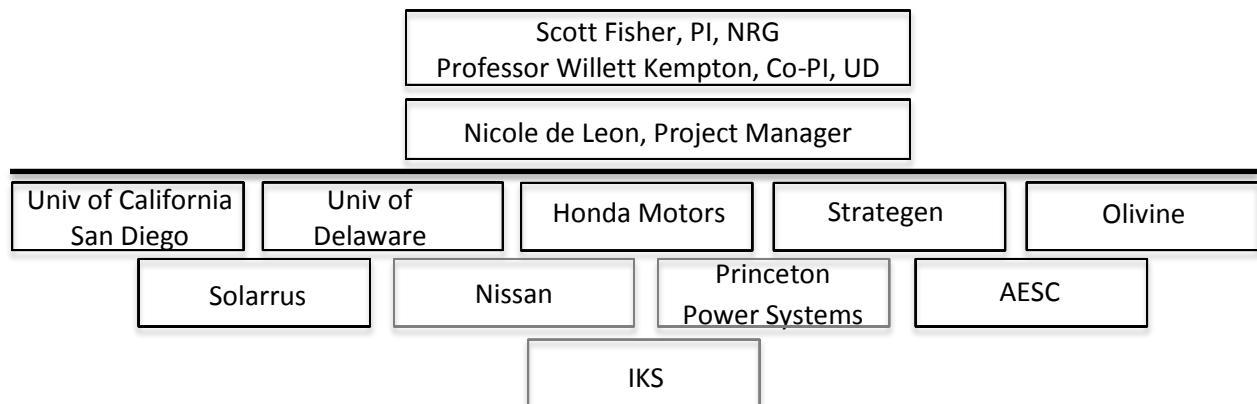 Scott Fisher, PI, NRG
Professor Willett Kempton, Co-PI, UD
Nicole de Leon, Project Manager
Univ of California
San Diego
Univ of
Delaware
Honda Motors
Strategen
Olivine
Solarrus
Nissan
Princeton
Power Systems
AESC
IKS